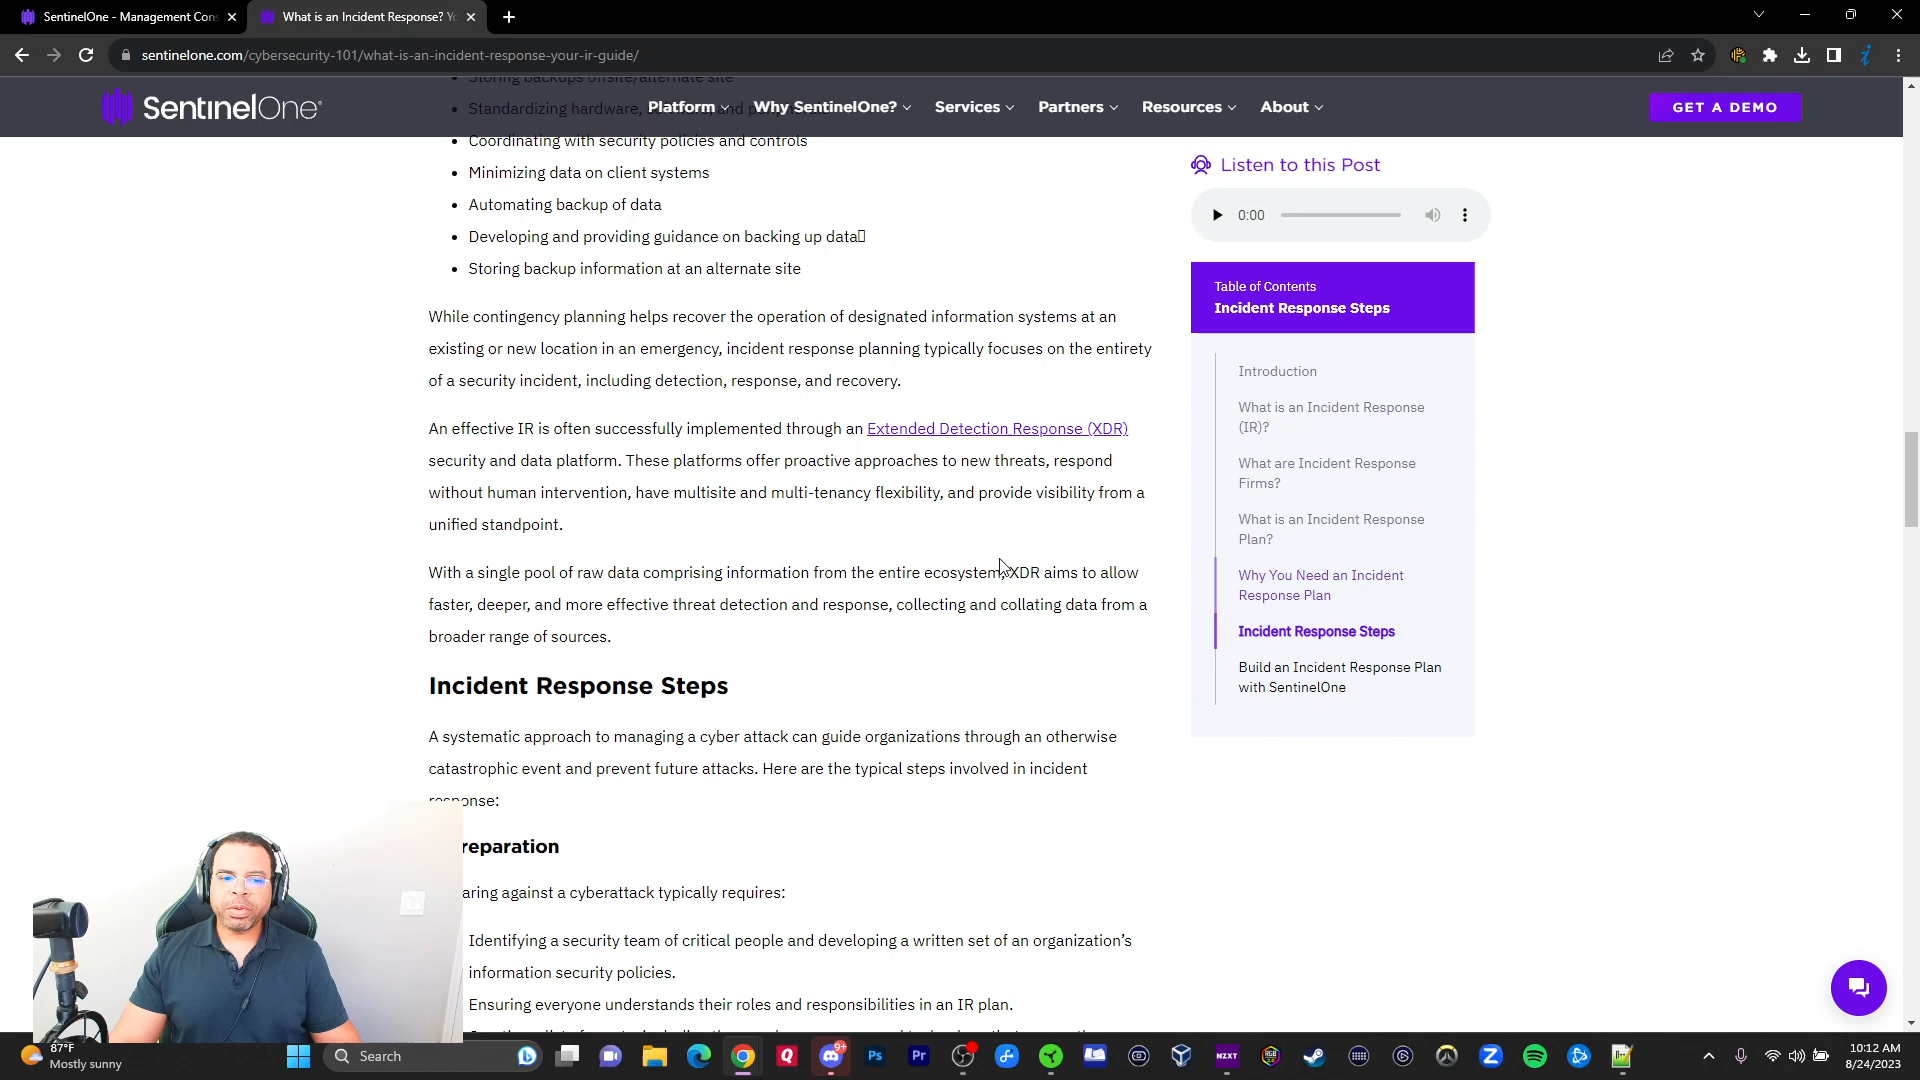 SentinelOne - Management Con
What is an Incident Response? Yo
sentinelone.com/cybersecurity-101/what-is-an-incident-response-your-ir-guide/
SentinelOne
Platform
Why SentinelOne?
Services
Partners
Resources
About
GET A DEMO
Storing backups offsite/alternate site
Standardizing hardware,
Coordinating with security policies and controls
Minimizing data on client systems
Automating backup of data
Developing and providing guidance on backing up data
Storing backup information at an alternate site
While contingency planning helps recover the operation of designated information systems at an
existing or new location in an emergency, incident response planning typically focuses on the entirety
of a security incident, including detection, response, and recovery.
An effective IR is often successfully implemented through an Extended Detection Response (XDR)
security and data platform. These platforms offer proactive approaches to new threats, respond
without human intervention, have multisite and multi-tenancy flexibility, and provide visibility from a
unified standpoint.
With a single pool of raw data comprising information from the entire ecosystem, XDR aims to allow
faster, deeper, and more effective threat detection and response, collecting and collating data from a
broader range of sources.
Incident Response Steps
A systematic approach to managing a cyber attack can guide organizations through an otherwise
catastrophic event and prevent future attacks. Here are the typical steps involved in incident
response:
reparation
aring against a cyberattack typically requires:
Identifying a security team of critical people and developing a written set of an organization's
information security policies.
Ensuring everyone understands their roles and responsibilities in an IR plan.
Listen to this Post
0:00
Table of Contents
Incident Response Steps
Introduction
What is an Incident Response
(IR)?
What are Incident Response
Firms?
What is an Incident Response
Plan?
Why You Need an Incident
Response Plan
Incident Response Steps
Build an Incident Response Plan
with SentinelOne
87°F
Mostly sunny
Search
9+
Ps
Pr
NZXT
10:12 AM
8/24/2023